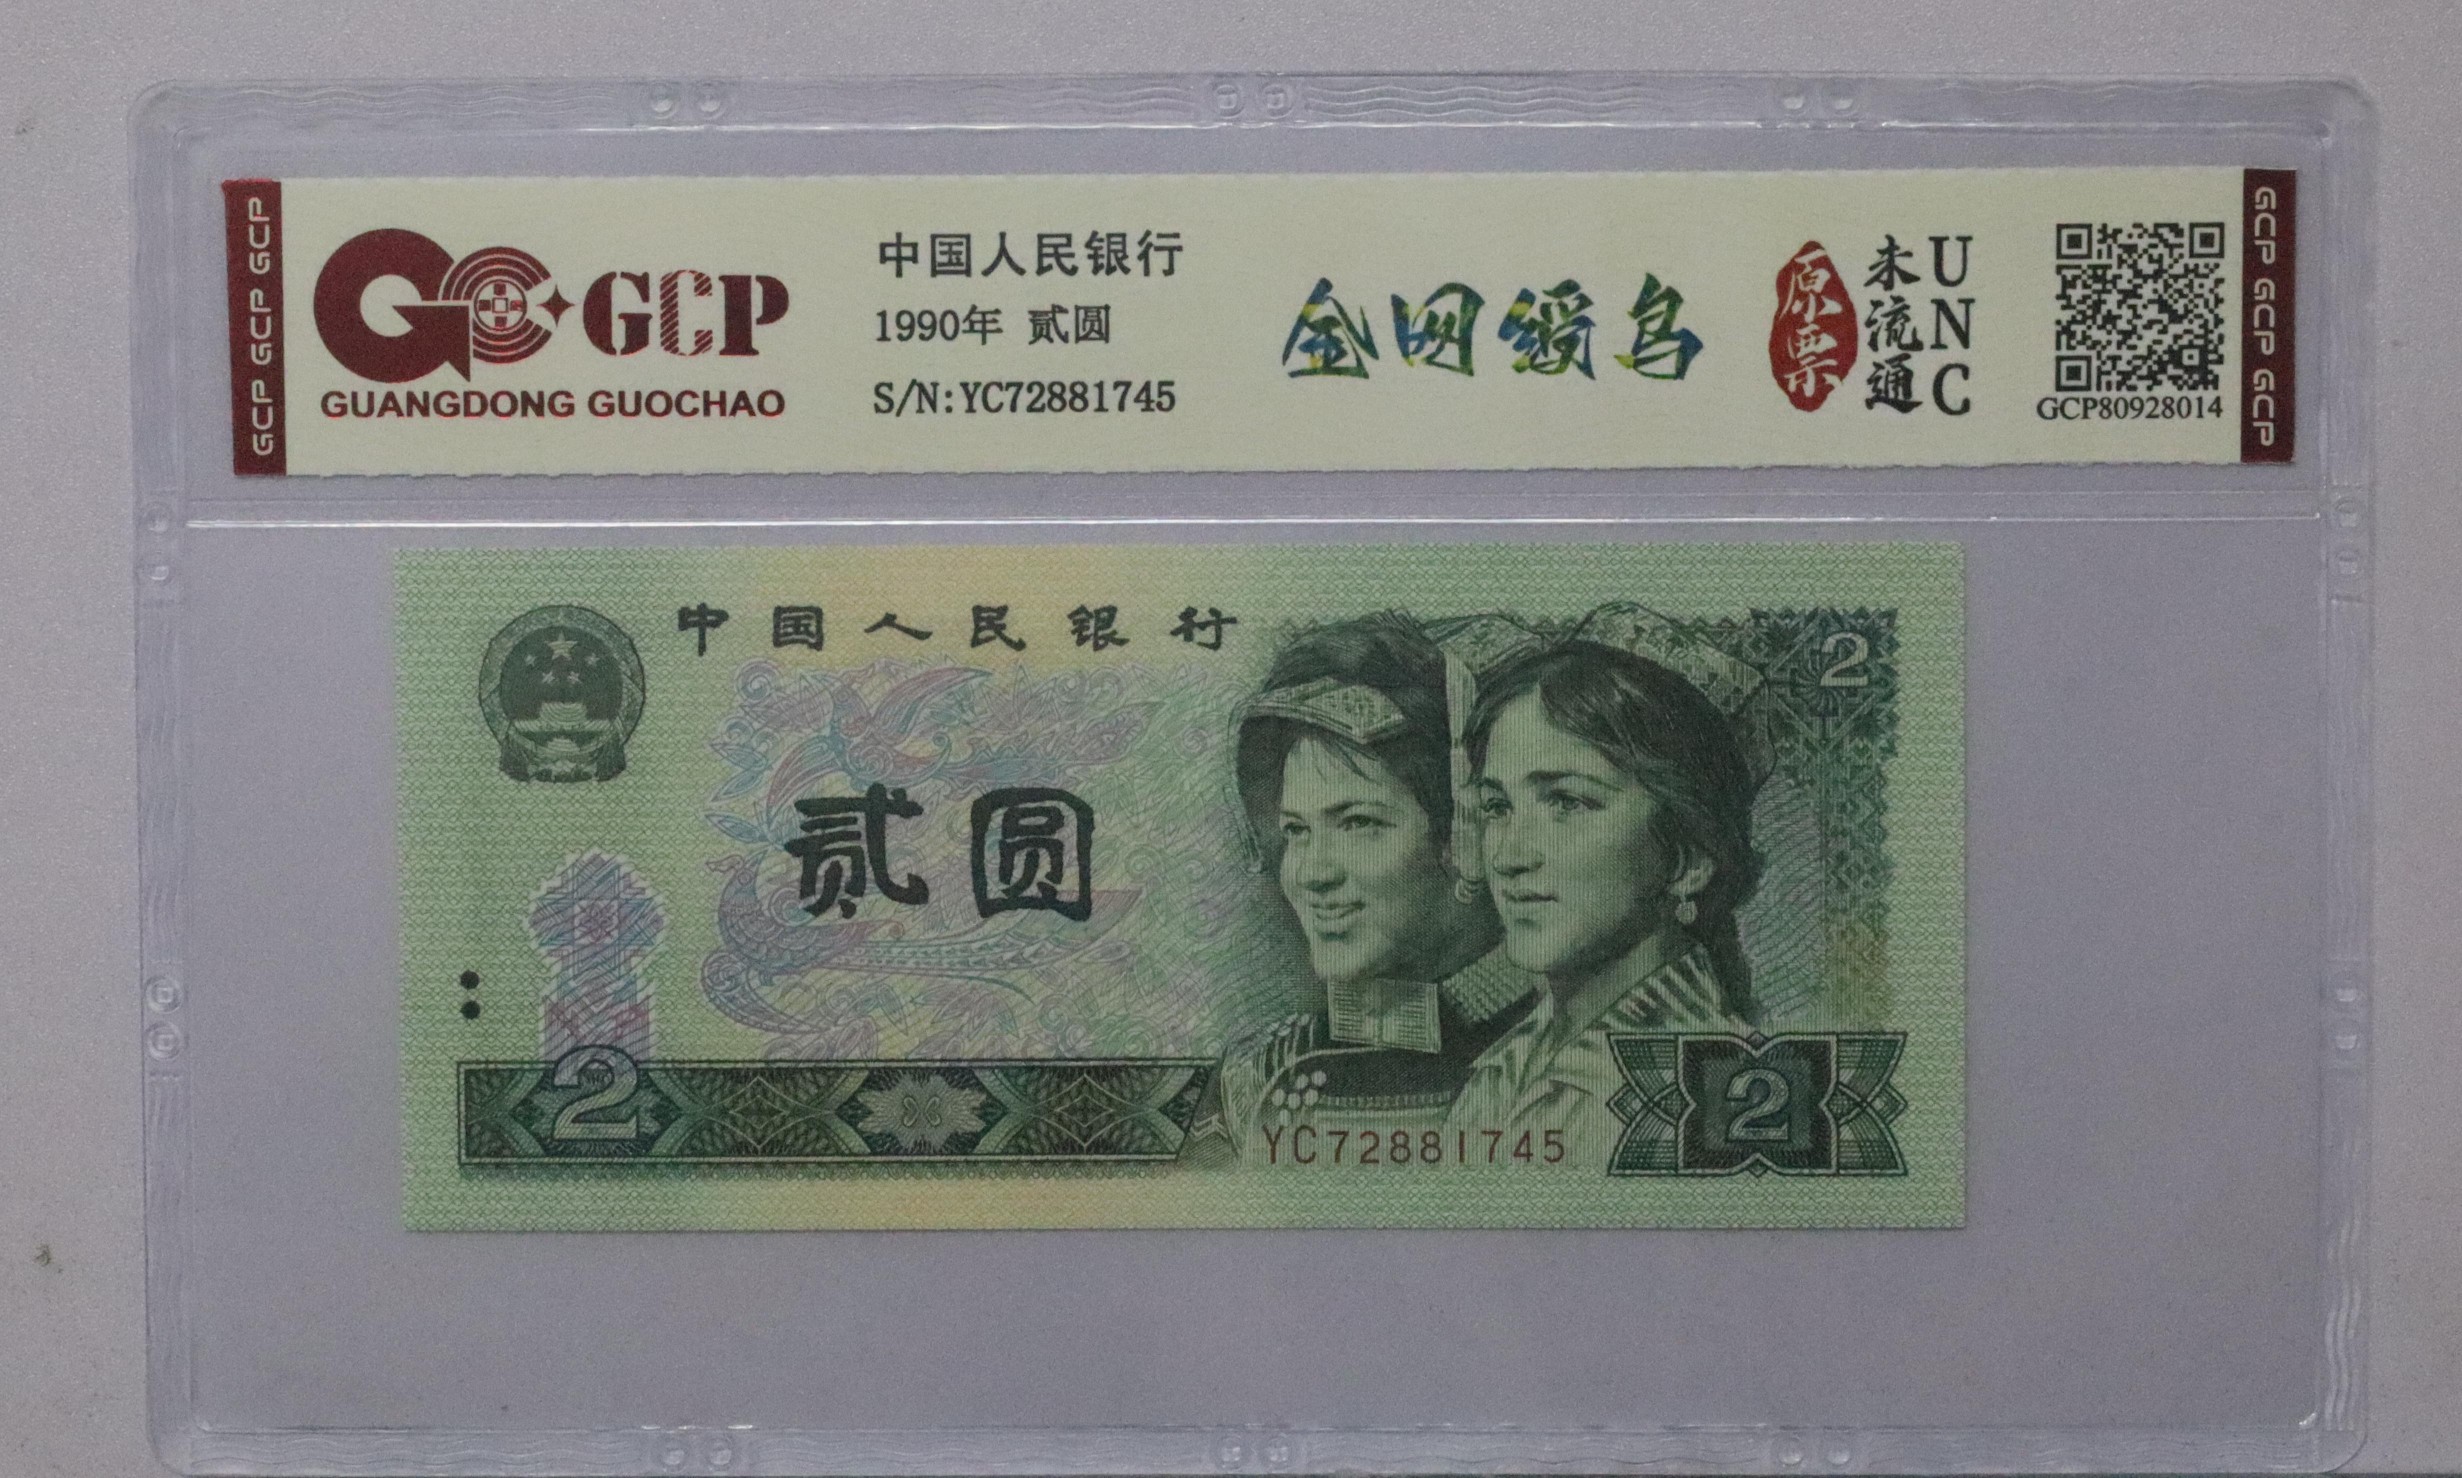 GCP GCP GCP
GCP
GUANGDONG GUOCHAO
中国人民银行
1990年 贰圆
S/N:YC72881745
金网绶鸟
原票
未流通
UNC
GCP80928014
GCP GCP GCP
中国人民银行
2
贰圆
2
YC72881745
2